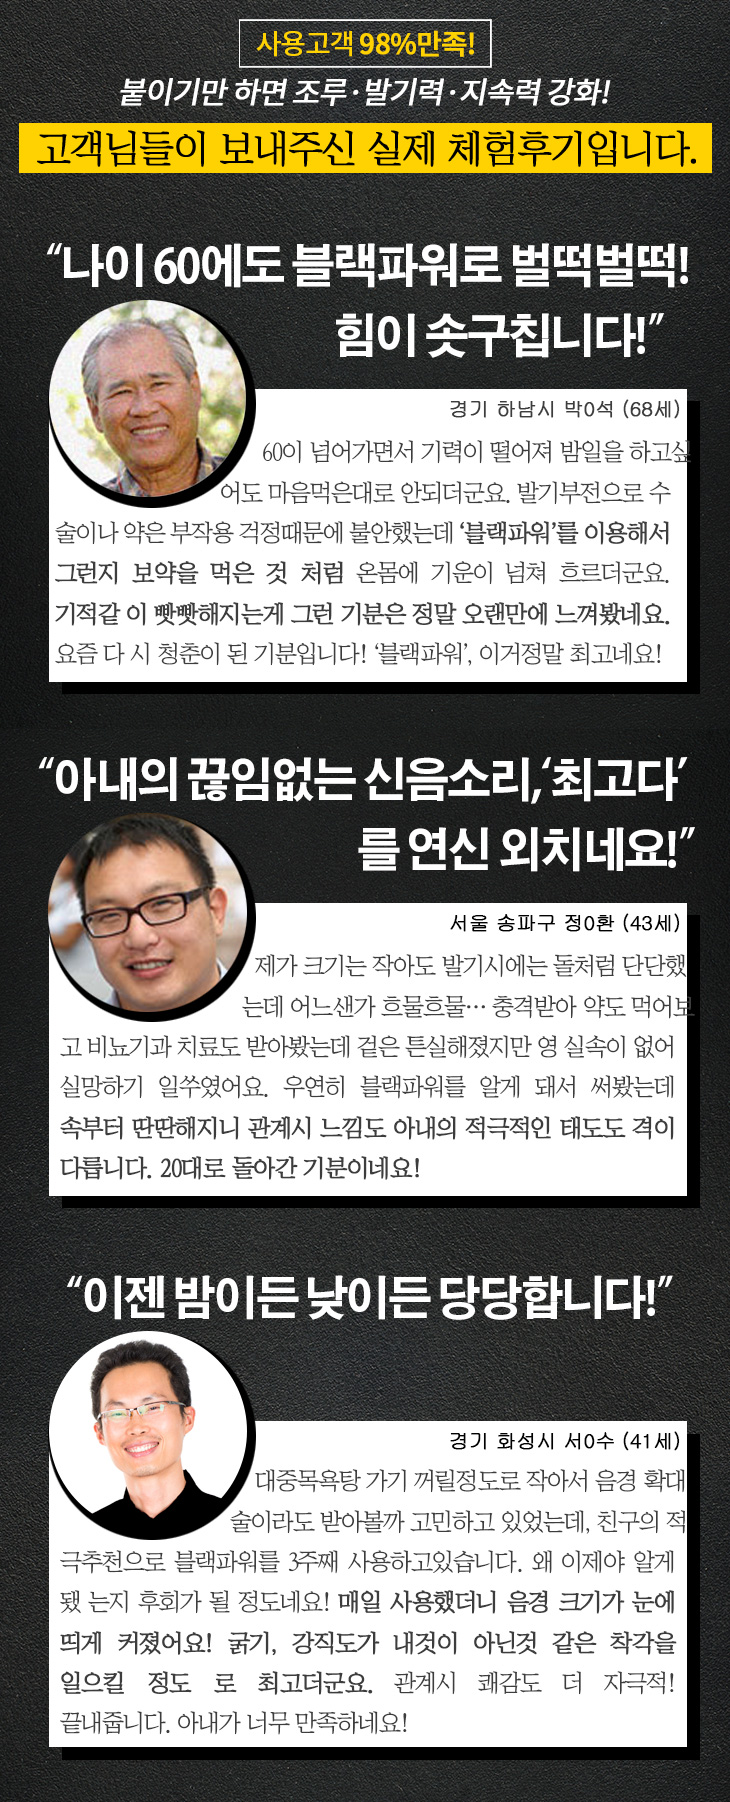 사용고객 98%만족!
붙이기만 하면 조루·발기력·지속력 강화!
고객님들이 보내주신 실제 체험후기입니다.
“나이 60에도 블랙파워로 벌떡벌떡!
힘이 솟구칩니다!”
경기 하남시 박0석 (68세)
60이 넘어가면서 기력이 떨어져 밤일을 하고싶
어도 마음먹은대로 안되더군요. 발기부전으로 수
술이나 약은 부작용 걱정때문에 불안했는데 ‘블랙파워’를 이용해서
그런지 보약을 먹은 것 처럼 온몸에 기운이 넘쳐 흐르더군요.
기적같 이 빳빳해지는게 그런 기분은 정말 오랜만에 느껴봤네요.
요즘 다 시 청춘이 된 기분입니다! ‘블랙파워’, 이거정말 최고네요!
“아내의 끊임없는 신음소리,‘최고다’
를 연신 외치네요!”
서울 송파구 정0환 (43세)
제가 크기는 작아도 발기시에는 돌처럼 단단했
는데 어느샌가 흐물흐물… 충격받아 약도 먹어보
고 비뇨기과 치료도 받아봤는데 겉은 튼실해졌지만 영 실속이 없어
실망하기 일쑤였어요. 우연히 블랙파워를 알게 돼서 써봤는데
속부터 딴딴해지니 관계시 느낌도 아내의 적극적인 태도도 격이
다릅니다. 20대로 돌아간 기분이네요!
“이젠 밤이든 낮이든 당당합니다!”
경기 화성시 서0수 (41세)
대중목욕탕 가기 꺼릴정도로 작아서 음경 확대
술이라도 받아볼까 고민하고 있었는데, 친구의 적
극추천으로 블랙파워를 3주째 사용하고있습니다. 왜 이제야 알게
됐 는지 후회가 될 정도네요! 매일 사용했더니 음경 크기가 눈에
띄게 커졌어요! 굵기, 강직도가 내것이 아닌것 같은 착각을
일으킬 정도 로 최고더군요. 관계시 쾌감도 더 자극적!
끝내줍니다. 아내가 너무 만족하네요!